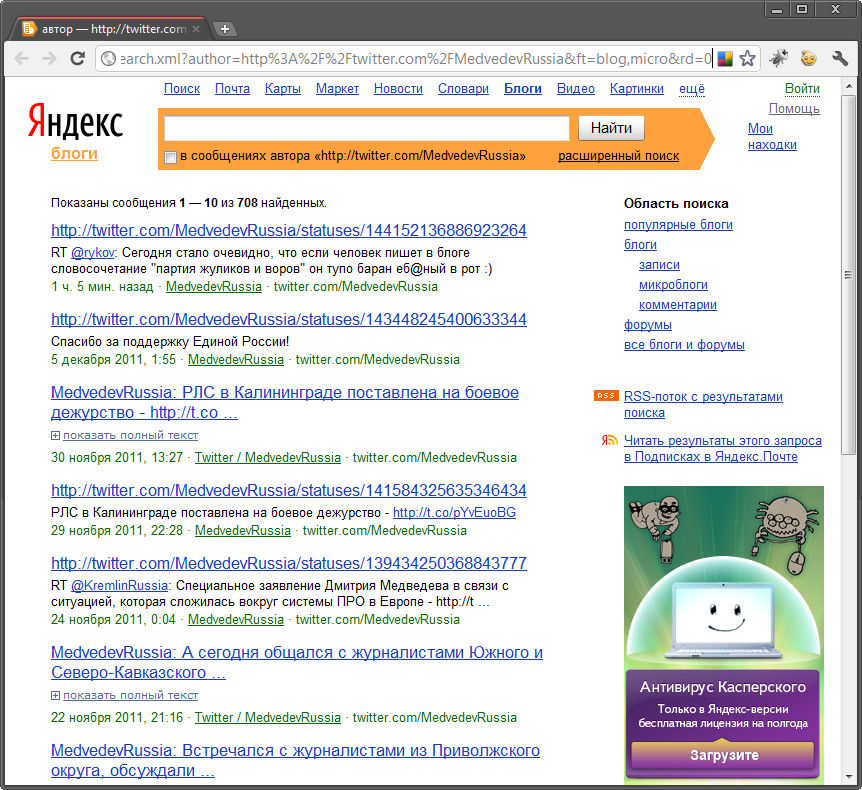 автор — http://twitter.com
earch.xml?author=http%3A%2F%2Ftwitter.com%2FMedvedevRussia&ft=blog,micro&rd=0
Поиск Почта Карты Маркет Новости Словари Блоги Видео Картинки ещё
Войти
Помощь
Мои
находки
Яндекс
блоги
Найти
в сообщениях автора «http://twitter.com/MedvedevRussia»
расширенный поиск
Показаны сообщения 1 — 10 из 708 найденных.
http://twitter.com/MedvedevRussia/statuses/144152136886923264
RT @rykov: Сегодня стало очевидно, что если человек пишет в блоге
словосочетание "партия жуликов и воров" он тупо баран еб@ный в рот :)
1 ч. 5 мин. назад · MedvedevRussia · twitter.com/MedvedevRussia
http://twitter.com/MedvedevRussia/statuses/143448245400633344
Спасибо за поддержку Единой России!
5 декабря 2011, 1:55 · MedvedevRussia · twitter.com/MedvedevRussia
MedvedevRussia: РЛС в Калининграде поставлена на боевое
дежурство - http://t.co ...
показать полный текст
30 ноября 2011, 13:27 · Twitter / MedvedevRussia · twitter.com/MedvedevRussia
http://twitter.com/MedvedevRussia/statuses/141584325635346434
РЛС в Калининграде поставлена на боевое дежурство - http://t.co/pYvEuoBG
29 ноября 2011, 22:28 · MedvedevRussia · twitter.com/MedvedevRussia
http://twitter.com/MedvedevRussia/statuses/139434250368843777
RT @KremlinRussia: Специальное заявление Дмитрия Медведева в связи с
ситуацией, которая сложилась вокруг системы ПРО в Европе - http://t ...
24 ноября 2011, 0:04 · MedvedevRussia · twitter.com/MedvedevRussia
MedvedevRussia: А сегодня общался с журналистами Южного и
Северо-Кавказского ...
показать полный текст
22 ноября 2011, 21:16 · Twitter / MedvedevRussia · twitter.com/MedvedevRussia
MedvedevRussia: Встречался с журналистами из Приволжского
округа, обсуждали ...
Область поиска
популярные блоги
блоги
записи
микроблоги
комментарии
форумы
все блоги и форумы
RSS RSS-поток с результатами
поиска
Я Читать результаты этого запроса
в Подписках в Яндекс.Почте
Антивирус Касперского
Только в Яндекс-версии
бесплатная лицензия на полгода
Загрузите